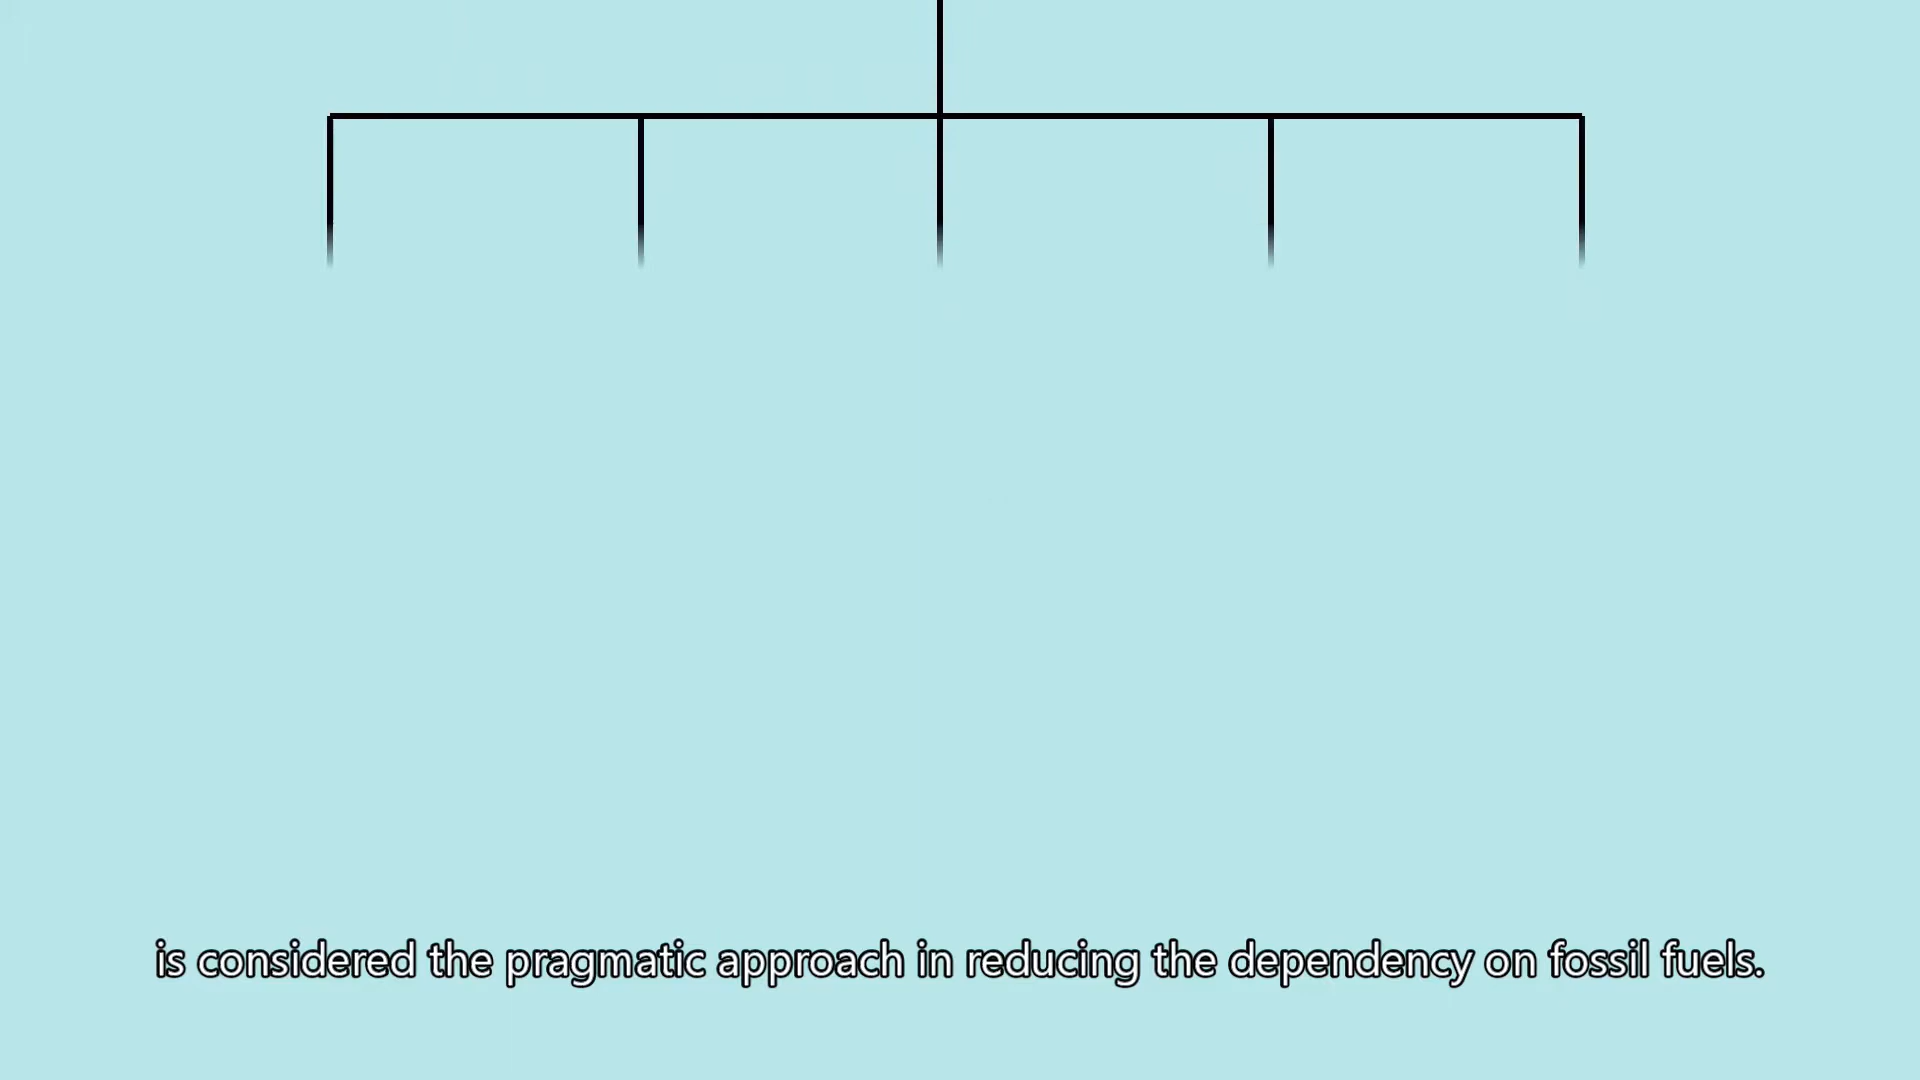 is considered the pragmatic approach in reducing the dependency on fossil fuels.